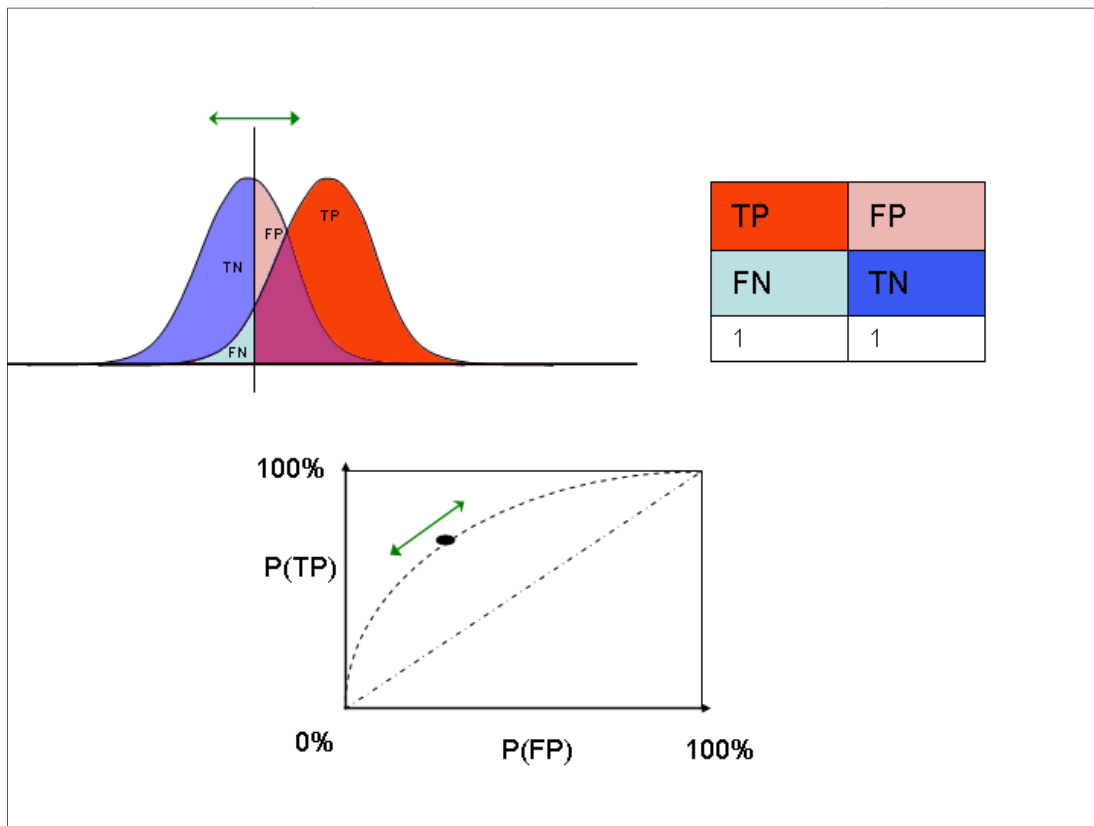 TP
FP
TN
FN
TP FP
FN TN
1 1
100%
P(TP)
0% P(FP) 100%